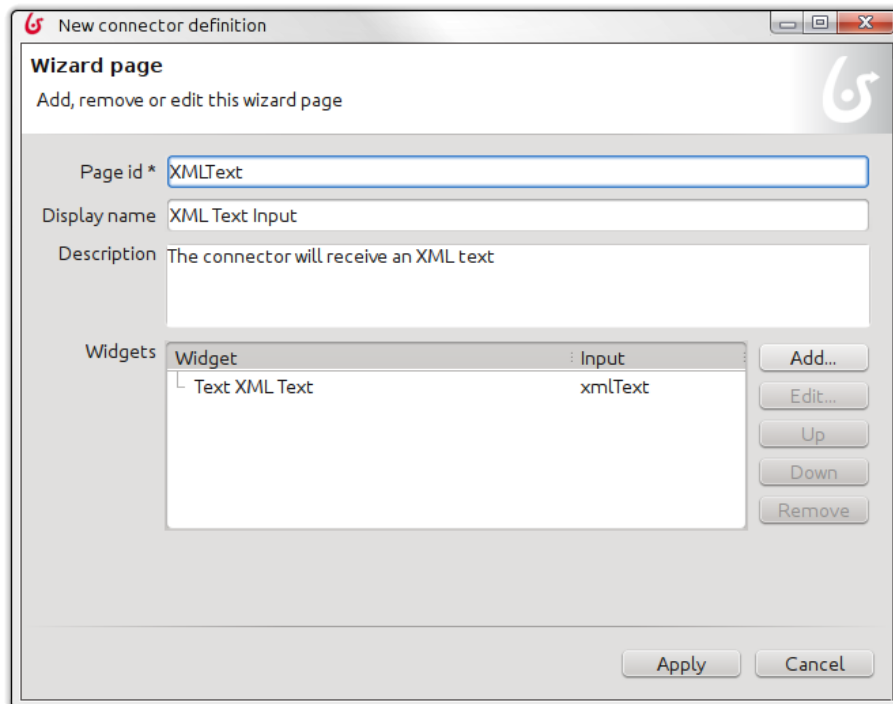 New connector definition
Wizard page
Add, remove or edit this wizard page
Page id * XMLText
Display name XML Text Input
Description The connector will receive an XML text
Widgets Widget Input Add...
Text XML Text xmlText
Edit...
Up
Down
Remove
Apply Cancel